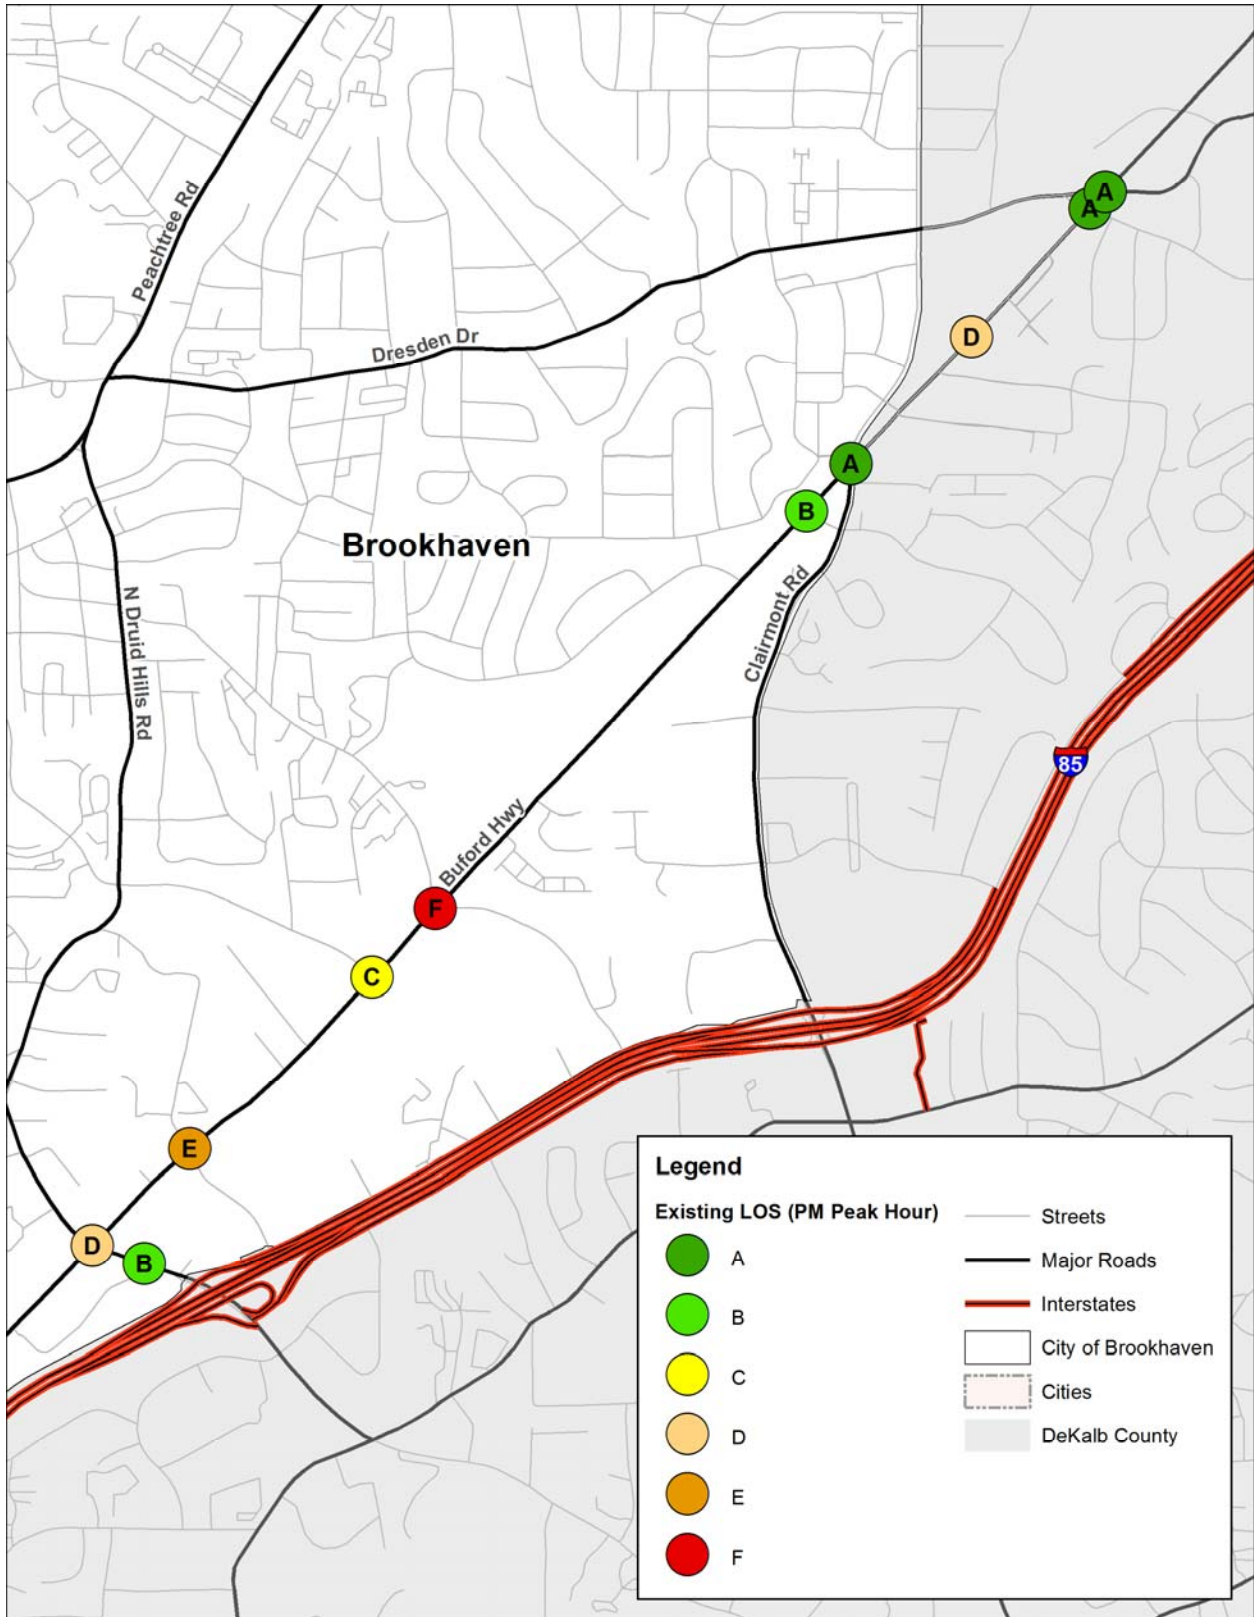 Peachtree Rd
A
A
Dresden Dr
D
A
B
Brookhaven
Clairmont Rd
N Druid Hills Rd
85
Buford Hwy
F
C
E
D
B
Legend
Existing LOS (PM Peak Hour)
A
B
C
D
E
F
Streets
Major Roads
Interstates
City of Brookhaven
Cities
DeKalb County